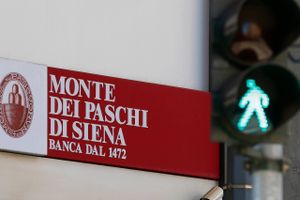 MONTE
DEI PASCHI
DI SIENA
BANCA DAL 1472